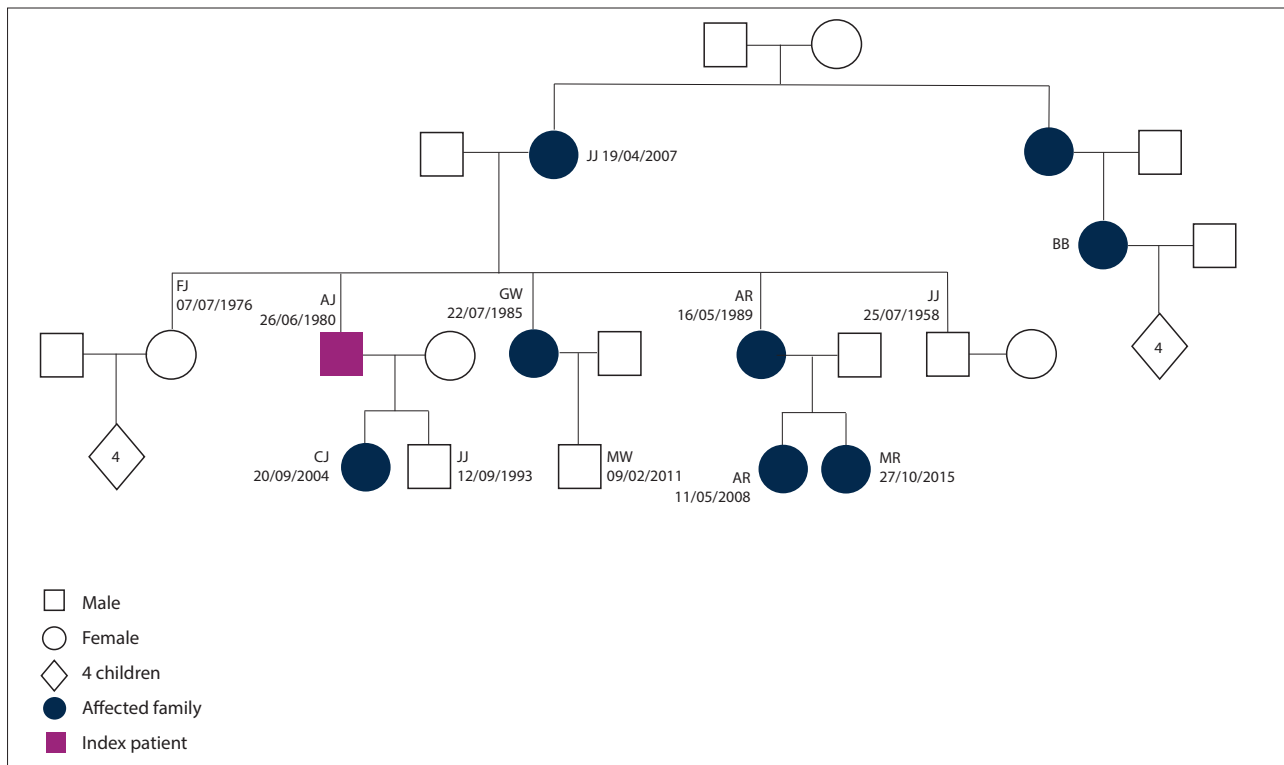 JJ 19/04/2007
BB
FJ
07/07/1976
AJ
26/06/1980
GW
22/07/1985
AR
16/05/1989
JJ
25/07/1958
4
4
CJ
20/09/2004
JJ
12/09/1993
MW
09/02/2011
AR
11/05/2008
MR
27/10/2015
Male
Female
4 children
Affected family
Index patient